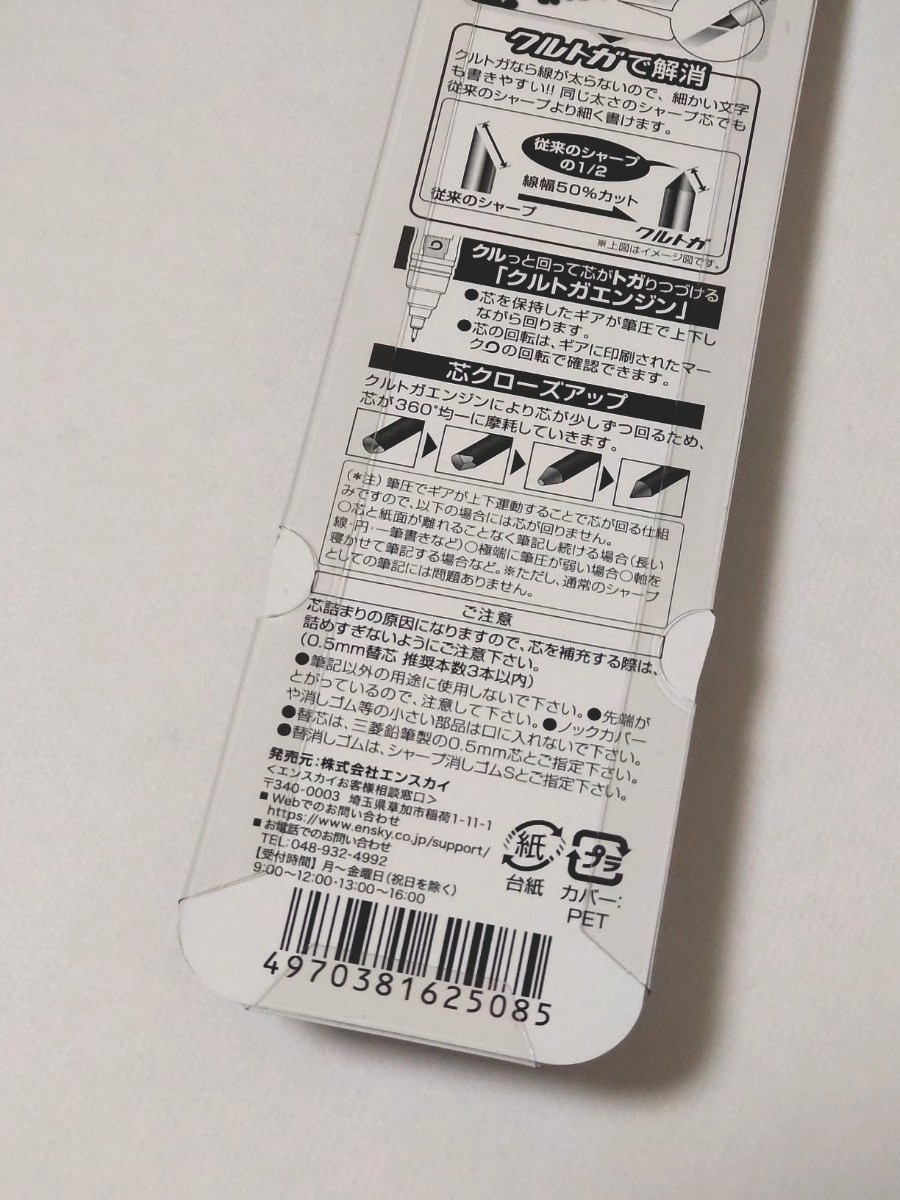 クルトガで解消
クルトガなら線が太らないので、細かい文字
も書きやすい!! 同じ太さのシャープ芯でも
従来のシャープより細く書けます。
従来のシャープ
の1/2
線幅50%カット
従来のシャープ
クルトガ
※上図はイメージ図です。
クルっと回って芯がトガりつづける
「クルトガエンジン」
●芯を保持したギアが筆圧で上下し
ながら回ります。
●芯の回転は、ギアに印刷されたマー
クの回転で確認できます。
芯クローズアップ
クルトガエンジンにより芯が少しずつ回るため、
芯が360°均一に摩耗していきます。
(*注) 筆圧でギアが上下運動することで芯が回る仕組
みですので、以下の場合には芯が回りません。
○芯と紙面が離れることなく筆記し続ける場合(長い
線・円・一筆書きなど)○極端に筆圧が弱い場合○軸を
寝かせて筆記する場合など。※ただし、通常のシャープ
としての筆記には問題ありません。
ご注意
芯詰まりの原因になりますので、芯を補充する際は、
詰めすぎないようにご注意下さい。
(0.5mm替芯 推奨本数3本以内)
●筆記以外の用途に使用しないで下さい。●先端が
とがっているので、注意して下さい。●ノックカバー
や消しゴム等の小さい部品は口に入れないで下さい。
●替芯は、三菱鉛筆製の0.5mm芯とご指定下さい。
●替消しゴムは、シャープ消しゴムSとご指定下さい。
発売元:株式会社エンスカイ
<エンスカイお客様相談窓口>
〒340-0003 埼玉県草加市稲荷1-11-1
■Webでのお問い合わせ
https://www.ensky.co.jp/support/
■お電話でのお問い合わせ
TEL:048-932-4992
【受付時間】月〜金曜日(祝日を除く)
9:00〜12:00・13:00〜16:00
紙
台紙
プラ
カバー:
PET
4970381625085